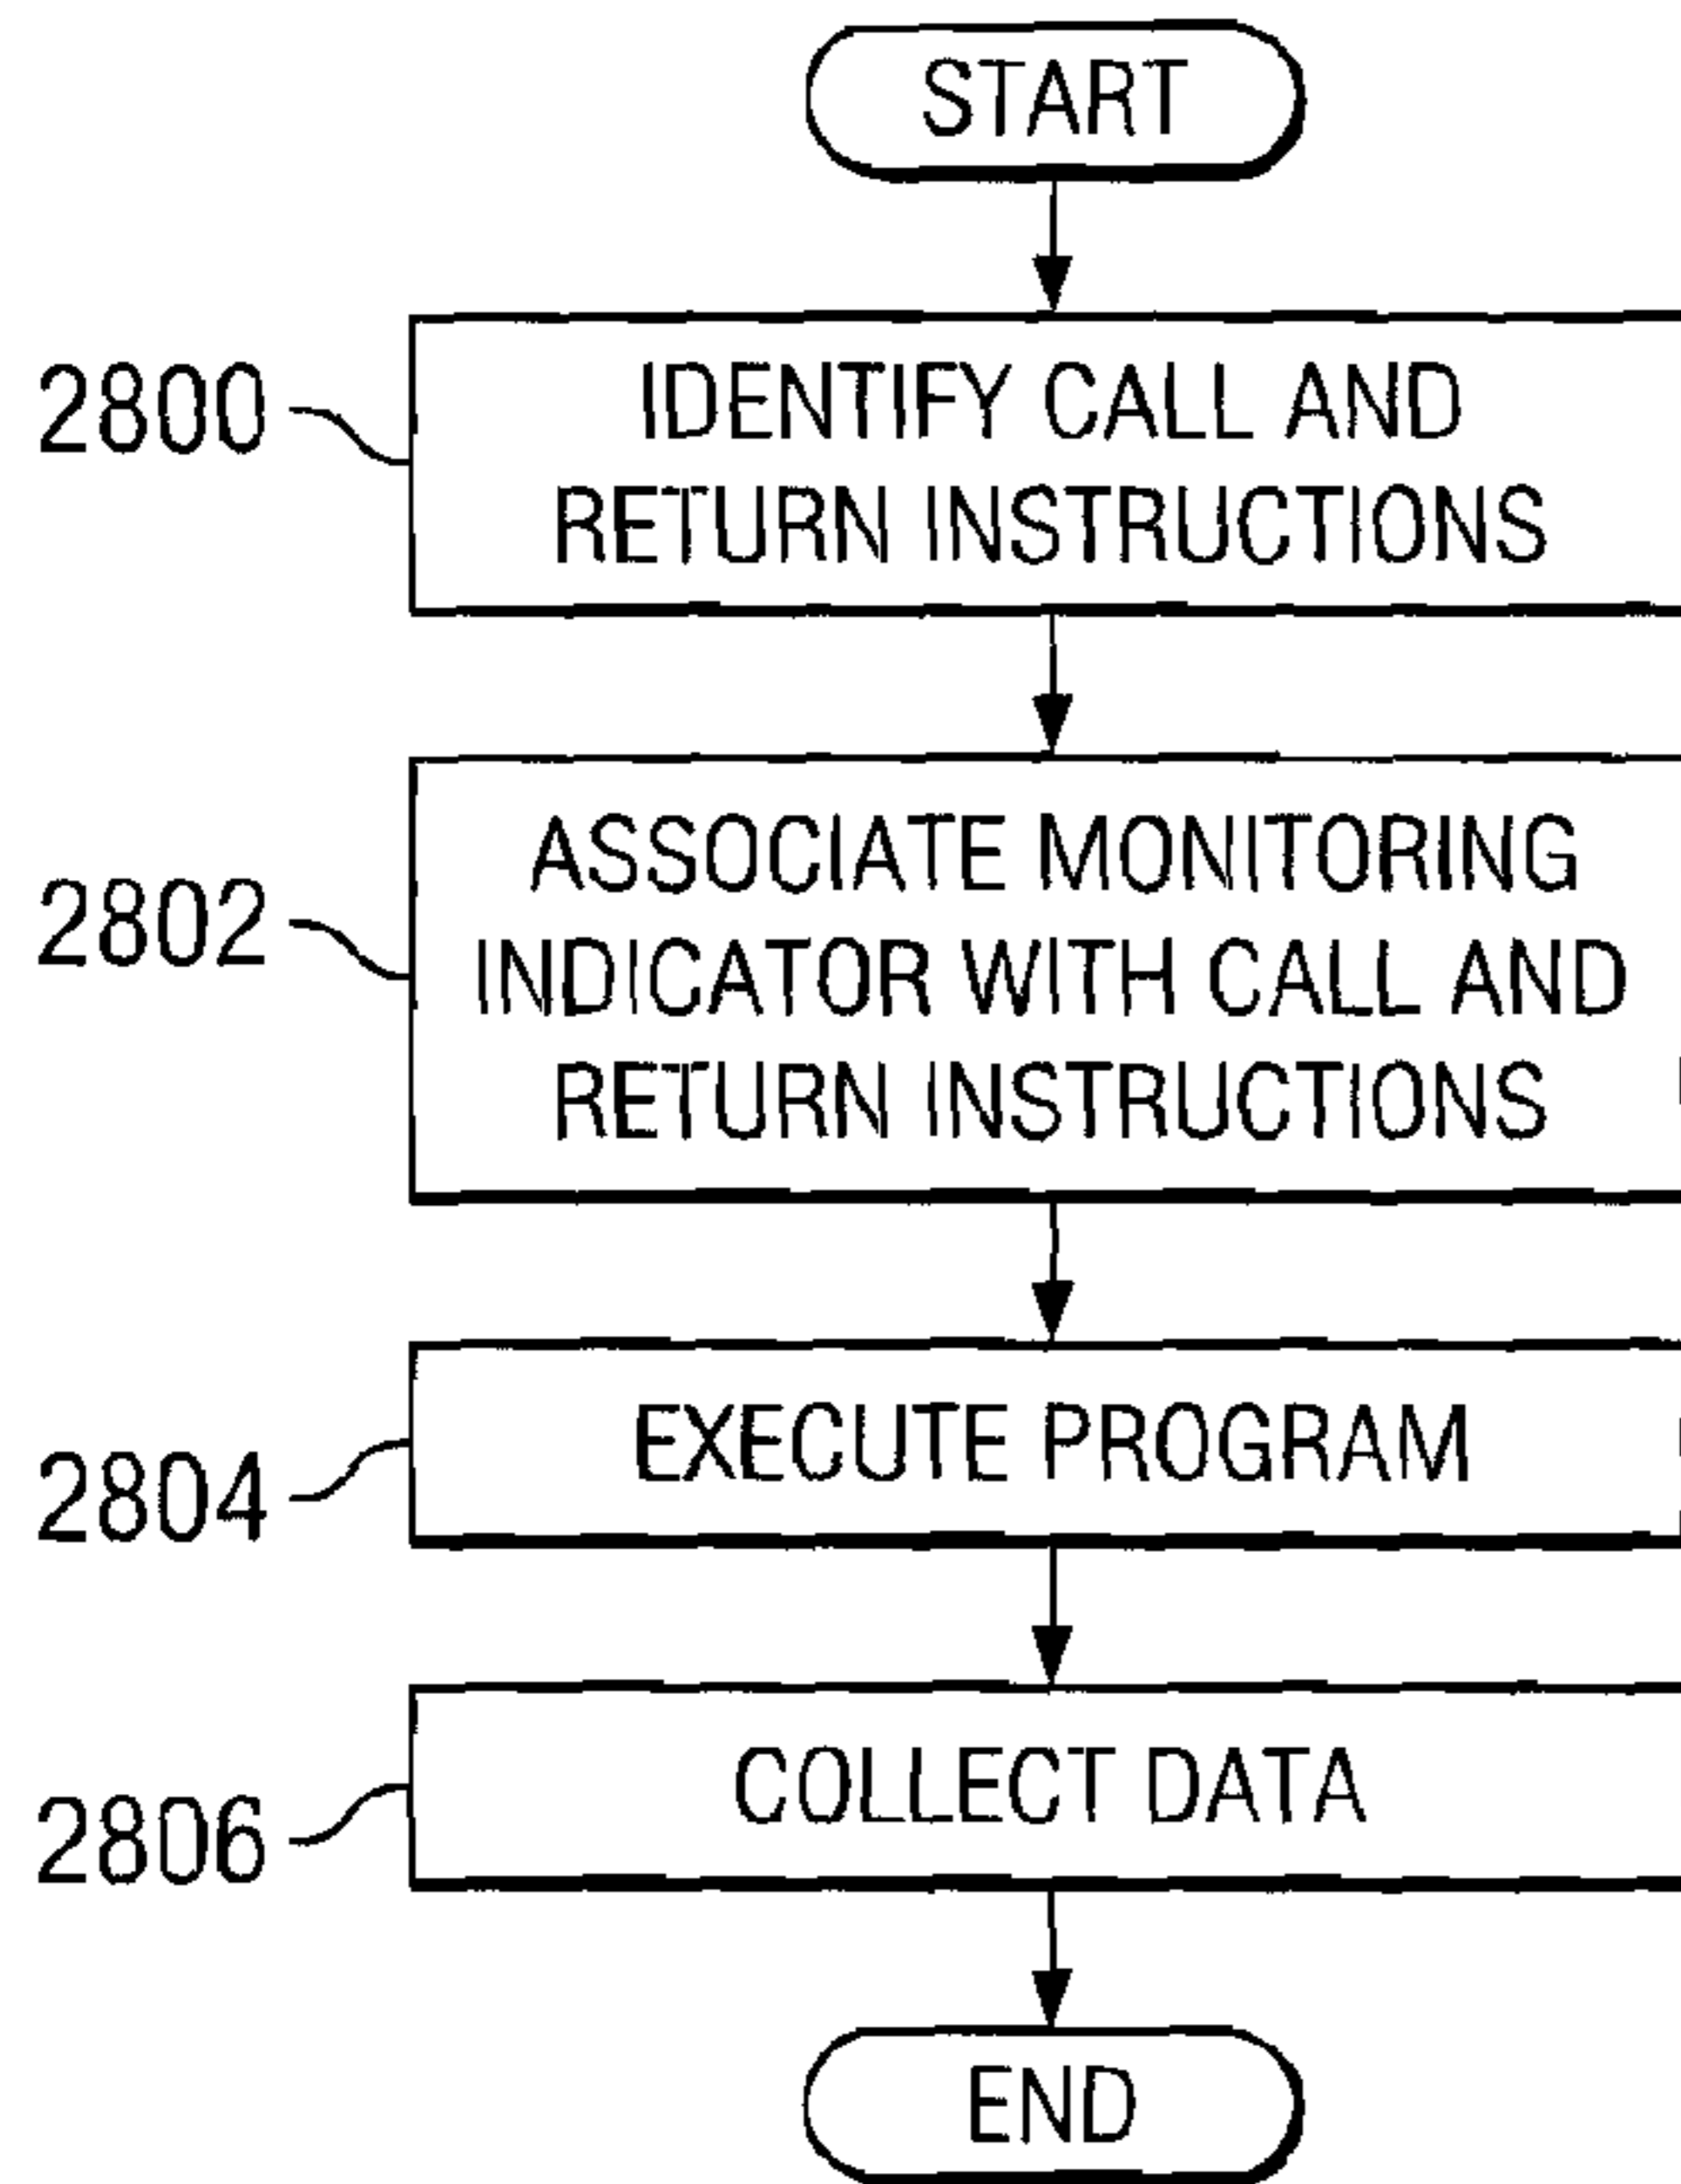 START
2800
IDENTIFY CALL AND
RETURN INSTRUCTIONS
2802
ASSOCIATE MONITORING
INDICATOR WITH CALL AND
RETURN INSTRUCTIONS
2804
EXECUTE PROGRAM
2806
COLLECT DATA
END